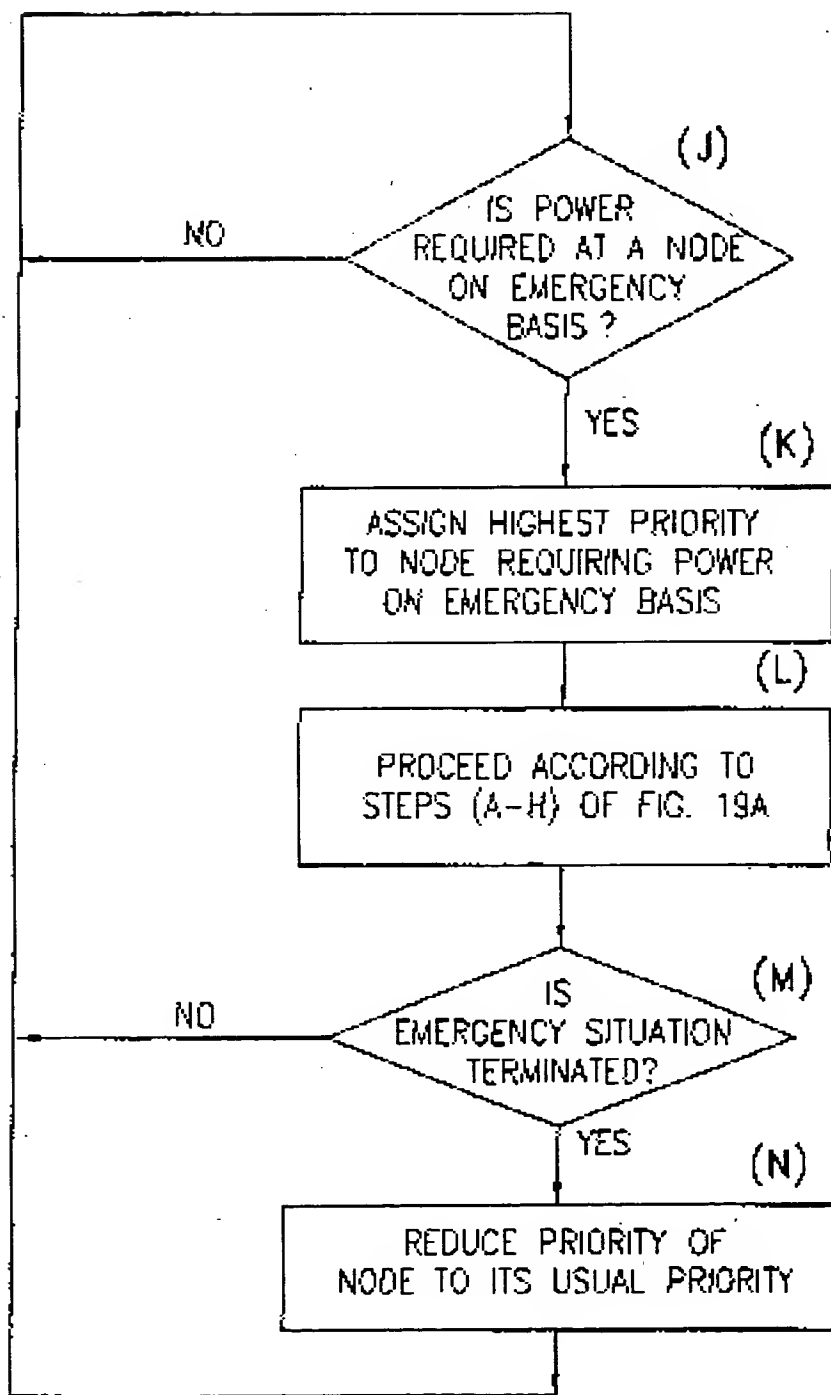 (J)
IS POWER
REQUIRED AT A NODE
ON EMERGENCY
BASIS?
NO
YES
(K)
ASSIGN HIGHEST PRIORITY
TO NODE REQUIRING POWER
ON EMERGENCY BASIS
(L)
PROCEED ACCORDING TO
STEPS (A-H) OF FIG. 19A
(M)
IS
EMERGENCY SITUATION
TERMINATED?
NO
YES
(N)
REDUCE PRIORITY OF
NODE TO ITS USUAL PRIORITY